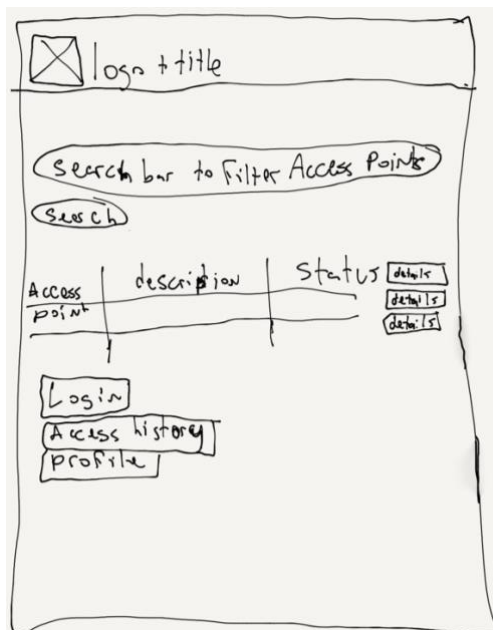 logo + title
Search bar to Filter Access Points
Search
Access point description Status details
details
details
Login
Access history
profile